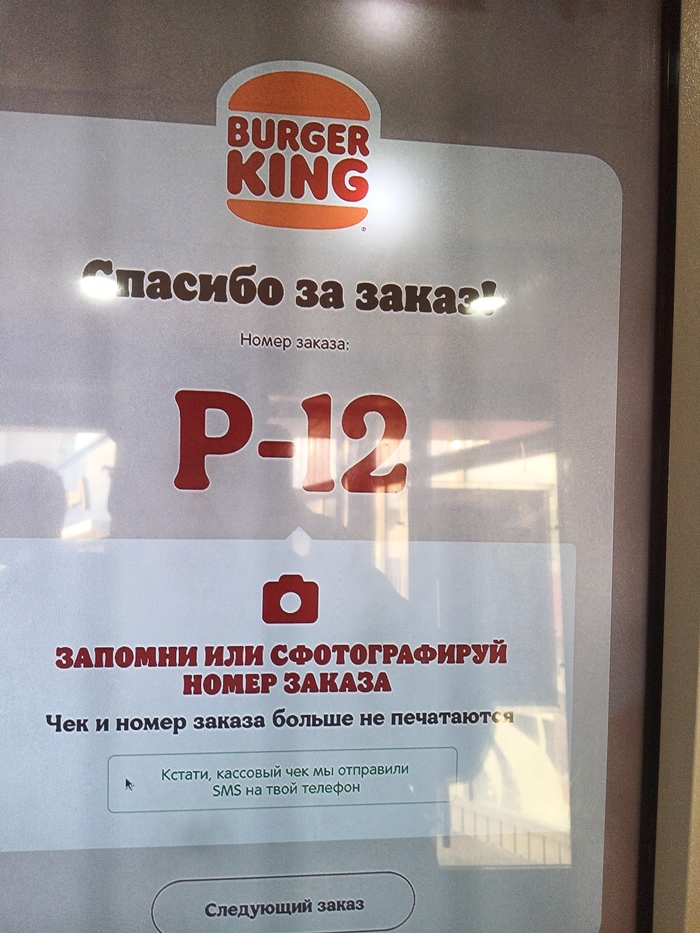 BURGER
KING
Спасибо за заказ!
Номер заказа:
P-12
ЗАПОМНИ ИЛИ СФОТОГРАФИРУЙ
НОМЕР ЗАКАЗА
Чек и номер заказа больше не печатаются
Кстати, кассовый чек мы отправили
SMS на твой телефон
Следующий заказ